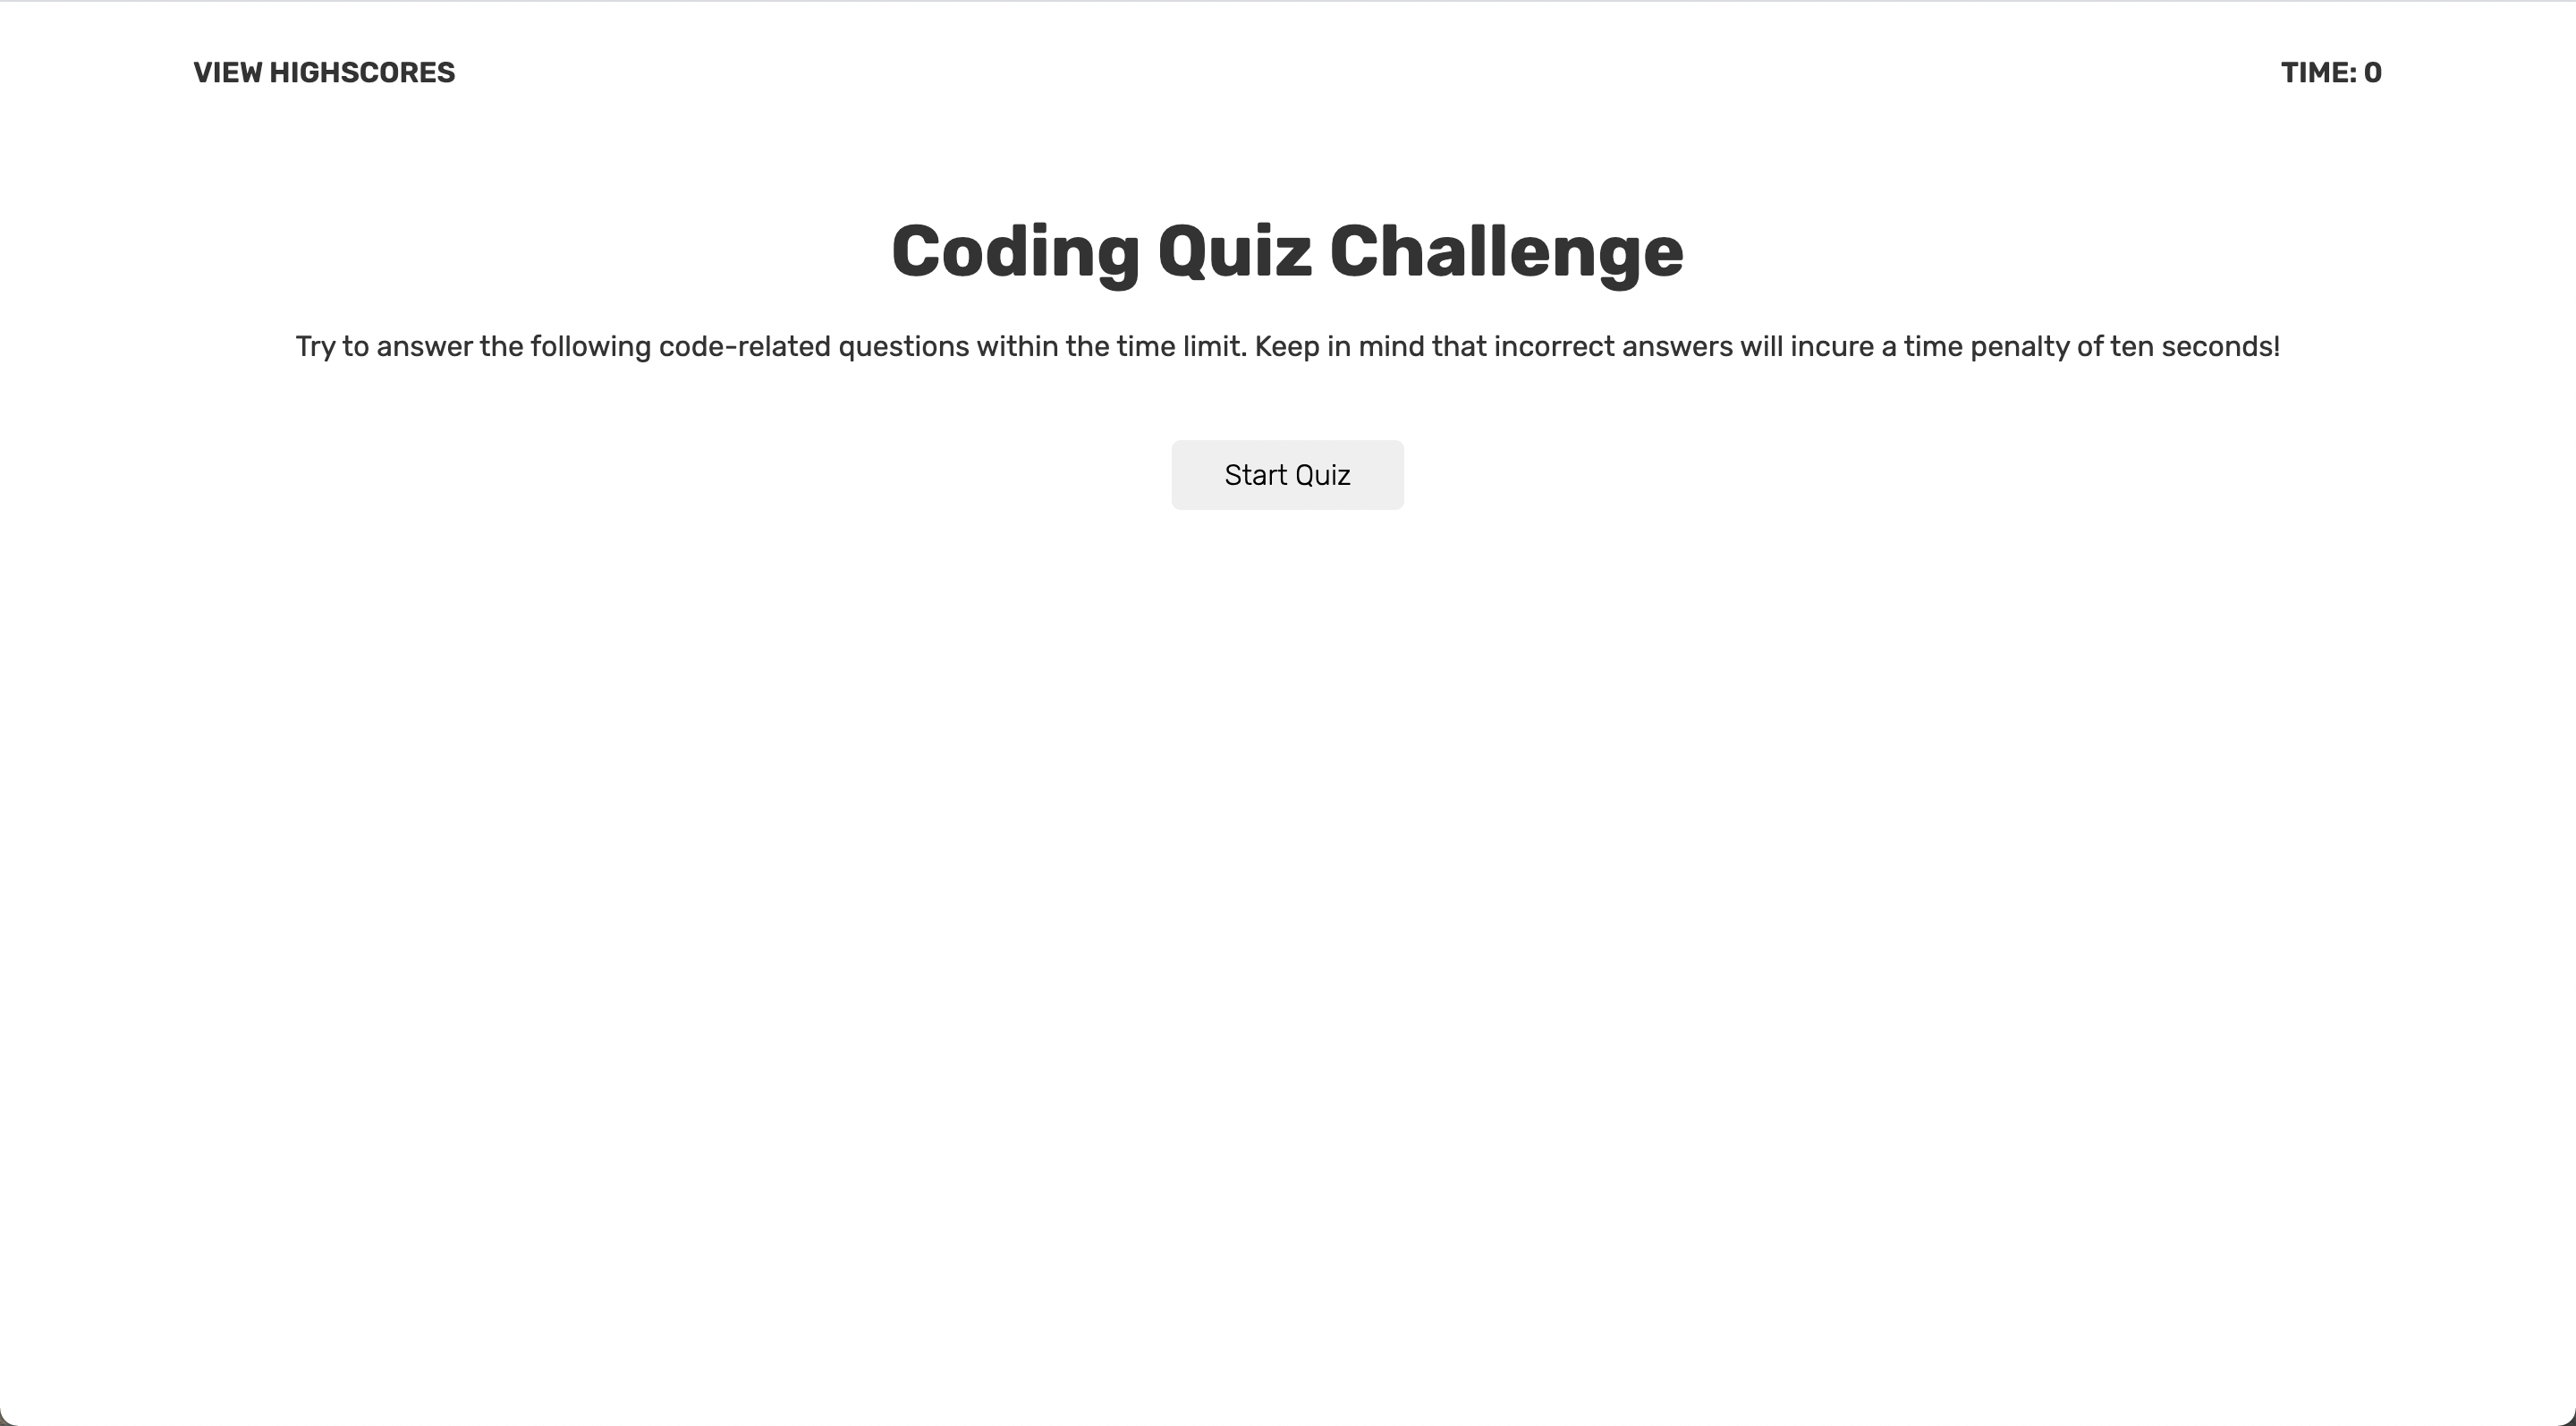 VIEW HIGHSCORES
TIME: 0
Coding Quiz Challenge
Try to answer the following code-related questions within the time limit. Keep in mind that incorrect answers will incure a time penalty of ten seconds!
Start Quiz